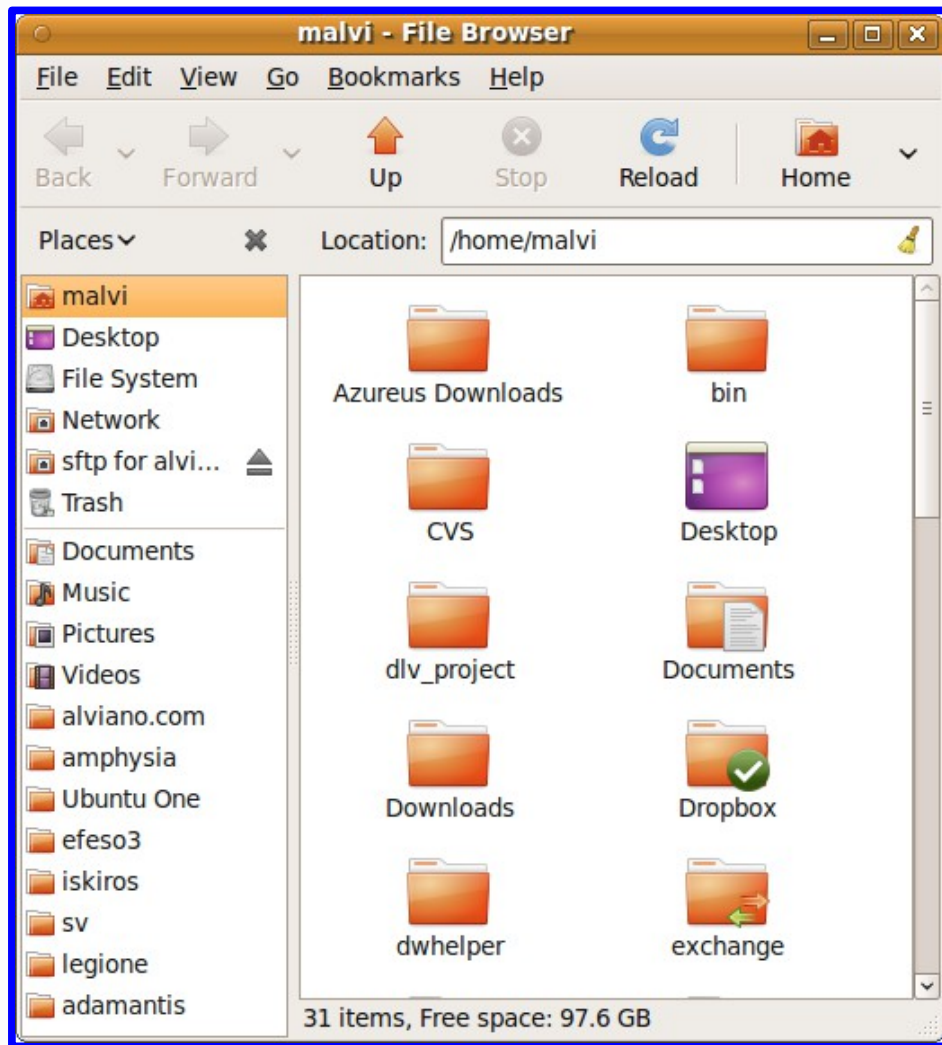 malvi - File Browser
File Edit View Go Bookmarks Help
Back Forward Up Stop Reload Home
Places Location: /home/malvi
malvi
Desktop
File System
Network
sftp for alvi...
Trash
Documents
Music
Pictures
Videos
alviano.com
amphysia
Ubuntu One
efeso3
iskiros
sv
legione
adamantis
Azureus Downloads bin
CVS Desktop
dlv_project Documents
Downloads Dropbox
dwhelper exchange
31 items, Free space: 97.6 GB